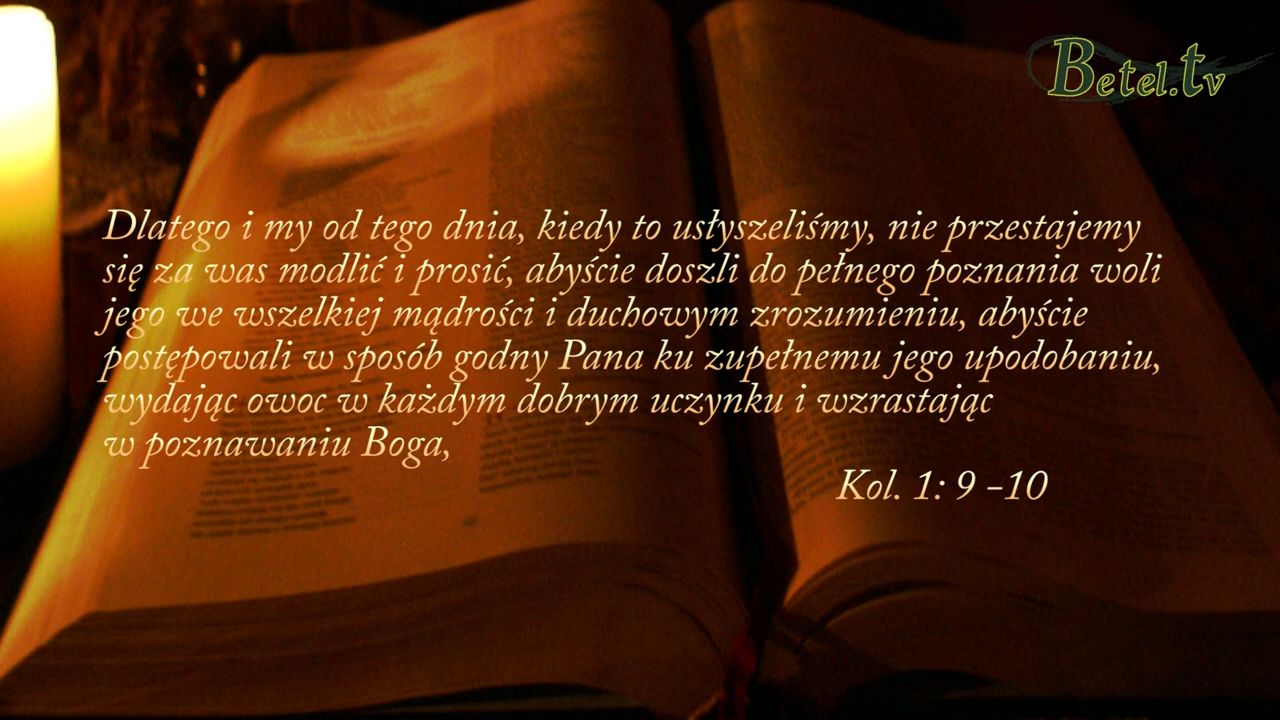 Betel.tv
Dlatego i my od tego dnia, kiedy to usłyszeliśmy, nie przestajemy
się za was modlić i prosić, abyście doszli do pełnego poznania woli
jego we wszelkiej mądrości i duchowym zrozumieniu, abyście
postępowali w sposób godny Pana ku zupełnemu jego upodobaniu,
wydając owoc w każdym dobrym uczynku i wzrastając
w poznawaniu Boga,
Kol. 1: 9 –10